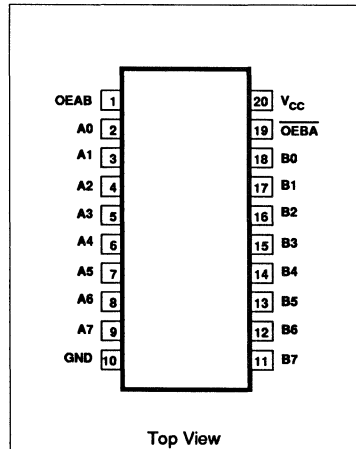 OEAB 1 20 VCC
A0 2 19 OEBA
A1 3 18 B0
A2 4 17 B1
A3 5 16 B2
A4 6 15 B3
A5 7 14 B4
A6 8 13 B5
A7 9 12 B6
GND 10 11 B7
Top View